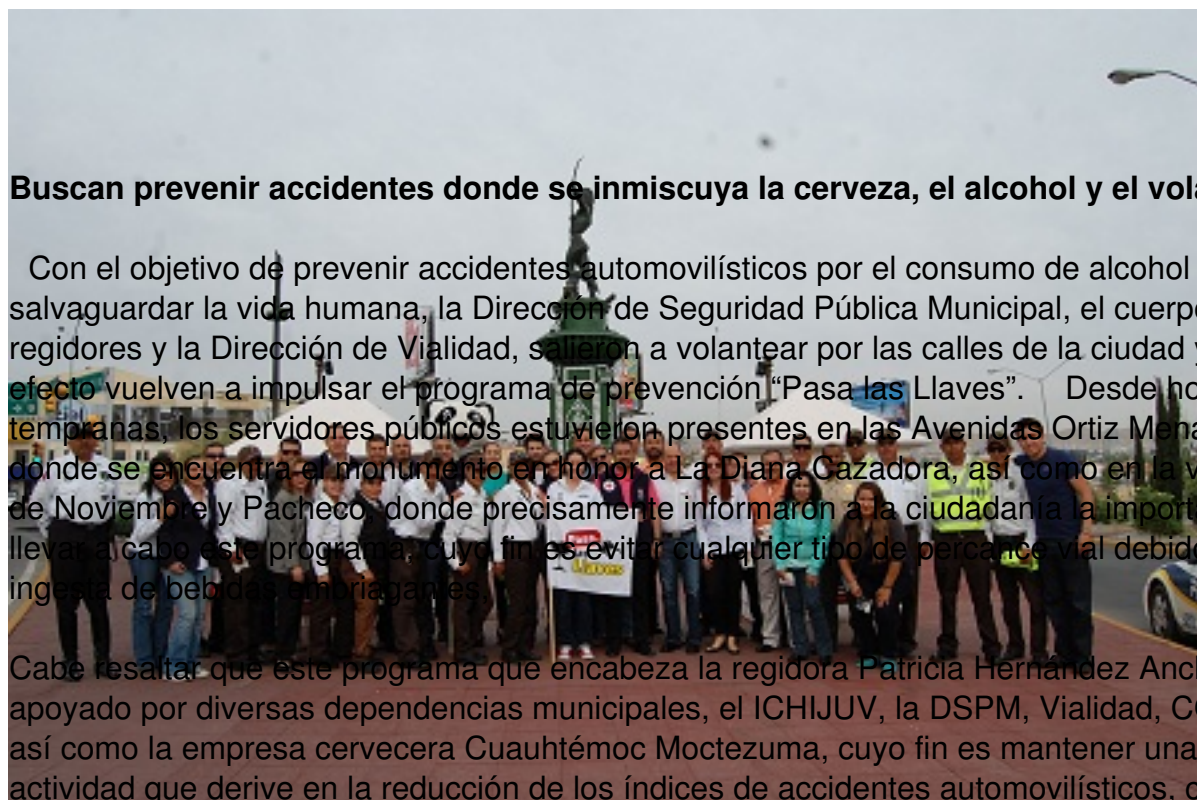 Buscan prevenir accidentes donde se inmiscuya la cerveza, el alcohol y el
Con el objetivo de prevenir accidentes automovilísticos por el consumo de alcohol
salvaguardar la vida humana, la Dirección de Seguridad Pública Municipal, el
regidores y la Dirección de Vialidad, salieron a volantear por las calles de la ciudad
efecto vuelven a impulsar el programa de prevención “Pasa las Llaves”. Desde
tempranas, los servidores públicos estuvieron presentes en las Avenidas Ortiz
donde se encuentra el monumento en honor a La Diana Cazadora, así como en la
de Noviembre y Pacheco, donde precisamente informaron a la ciudadanía la
llevar a cabo este programa, cuyo fin es evitar cualquier tipo de percance vial
ingesta de bebidas embriagantes.
Llaves
Cabe resaltar que este programa que encabeza la regidora Patricia Hernández
apoyado por diversas dependencias municipales, el ICHIJUV, la DSPM, Vialidad,
así como la empresa cervecera Cuauhtémoc Moctezuma, cuyo fin es mantener una
actividad que derive en la reducción de los índices de accidentes automovilísticos,